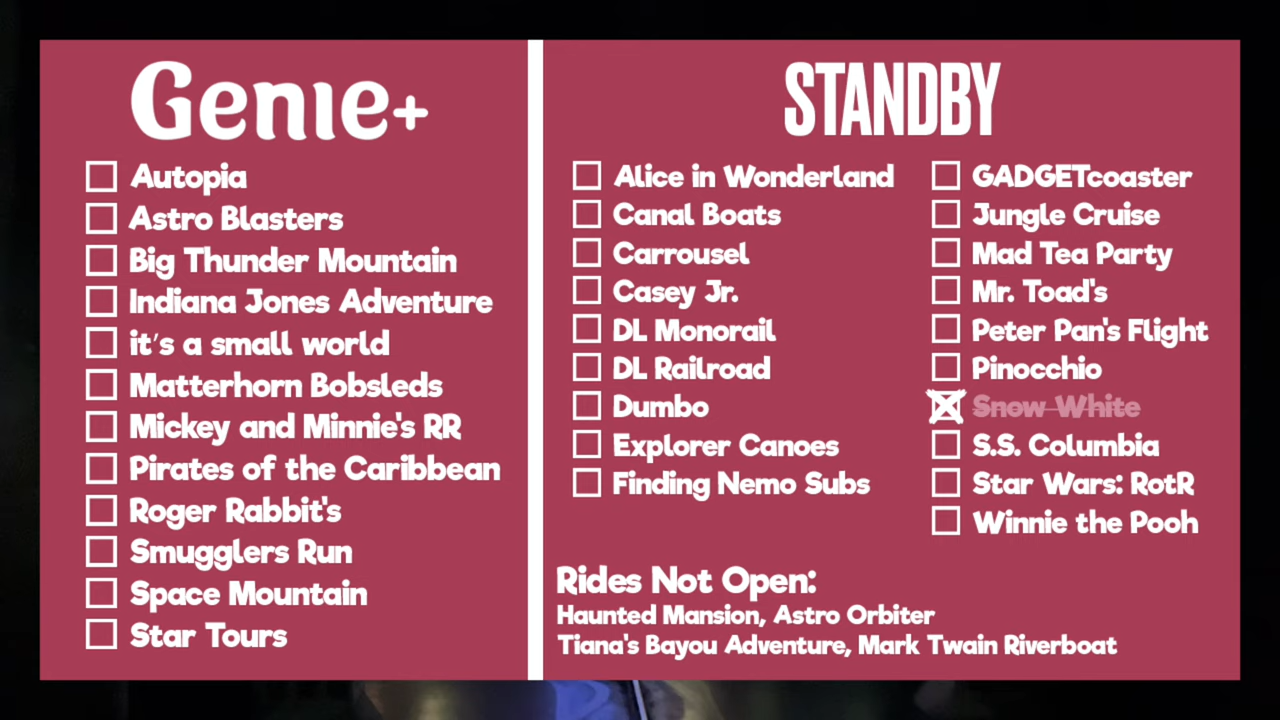 Genie+
Autopia
Astro Blasters
Big Thunder Mountain
Indiana Jones Adventure
it's a small world
Matterhorn Bobsleds
Mickey and Minnie's RR
Pirates of the Caribbean
Roger Rabbit's
Smugglers Run
Space Mountain
Star Tours
STANDBY
Alice in Wonderland
Canal Boats
Carrousel
Casey Jr.
DL Monorail
DL Railroad
Dumbo
Explorer Canoes
Finding Nemo Subs
GADGETcoaster
Jungle Cruise
Mad Tea Party
Mr. Toad's
Peter Pan's Flight
Pinocchio
Snow White
S.S. Columbia
Star Wars: RotR
Winnie the Pooh
Rides Not Open:
Haunted Mansion, Astro Orbiter
Tiana's Bayou Adventure, Mark Twain Riverboat